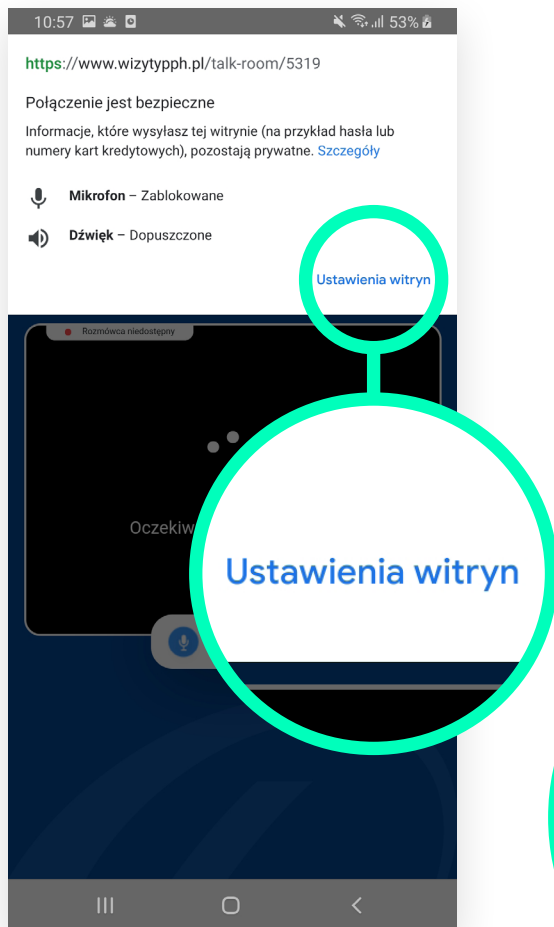 10:57
53%
https://www.wizytypph.pl/talk-room/5319
Połączenie jest bezpieczne
Informacje, które wysyłasz tej witrynie (na przykład hasła lub
numery kart kredytowych), pozostają prywatne. Szczegóły
Mikrofon – Zablokowane
Dźwięk – Dopuszczone
Ustawienia witryn
Rozmówca niedostępny
Oczekiw
Ustawienia witryn